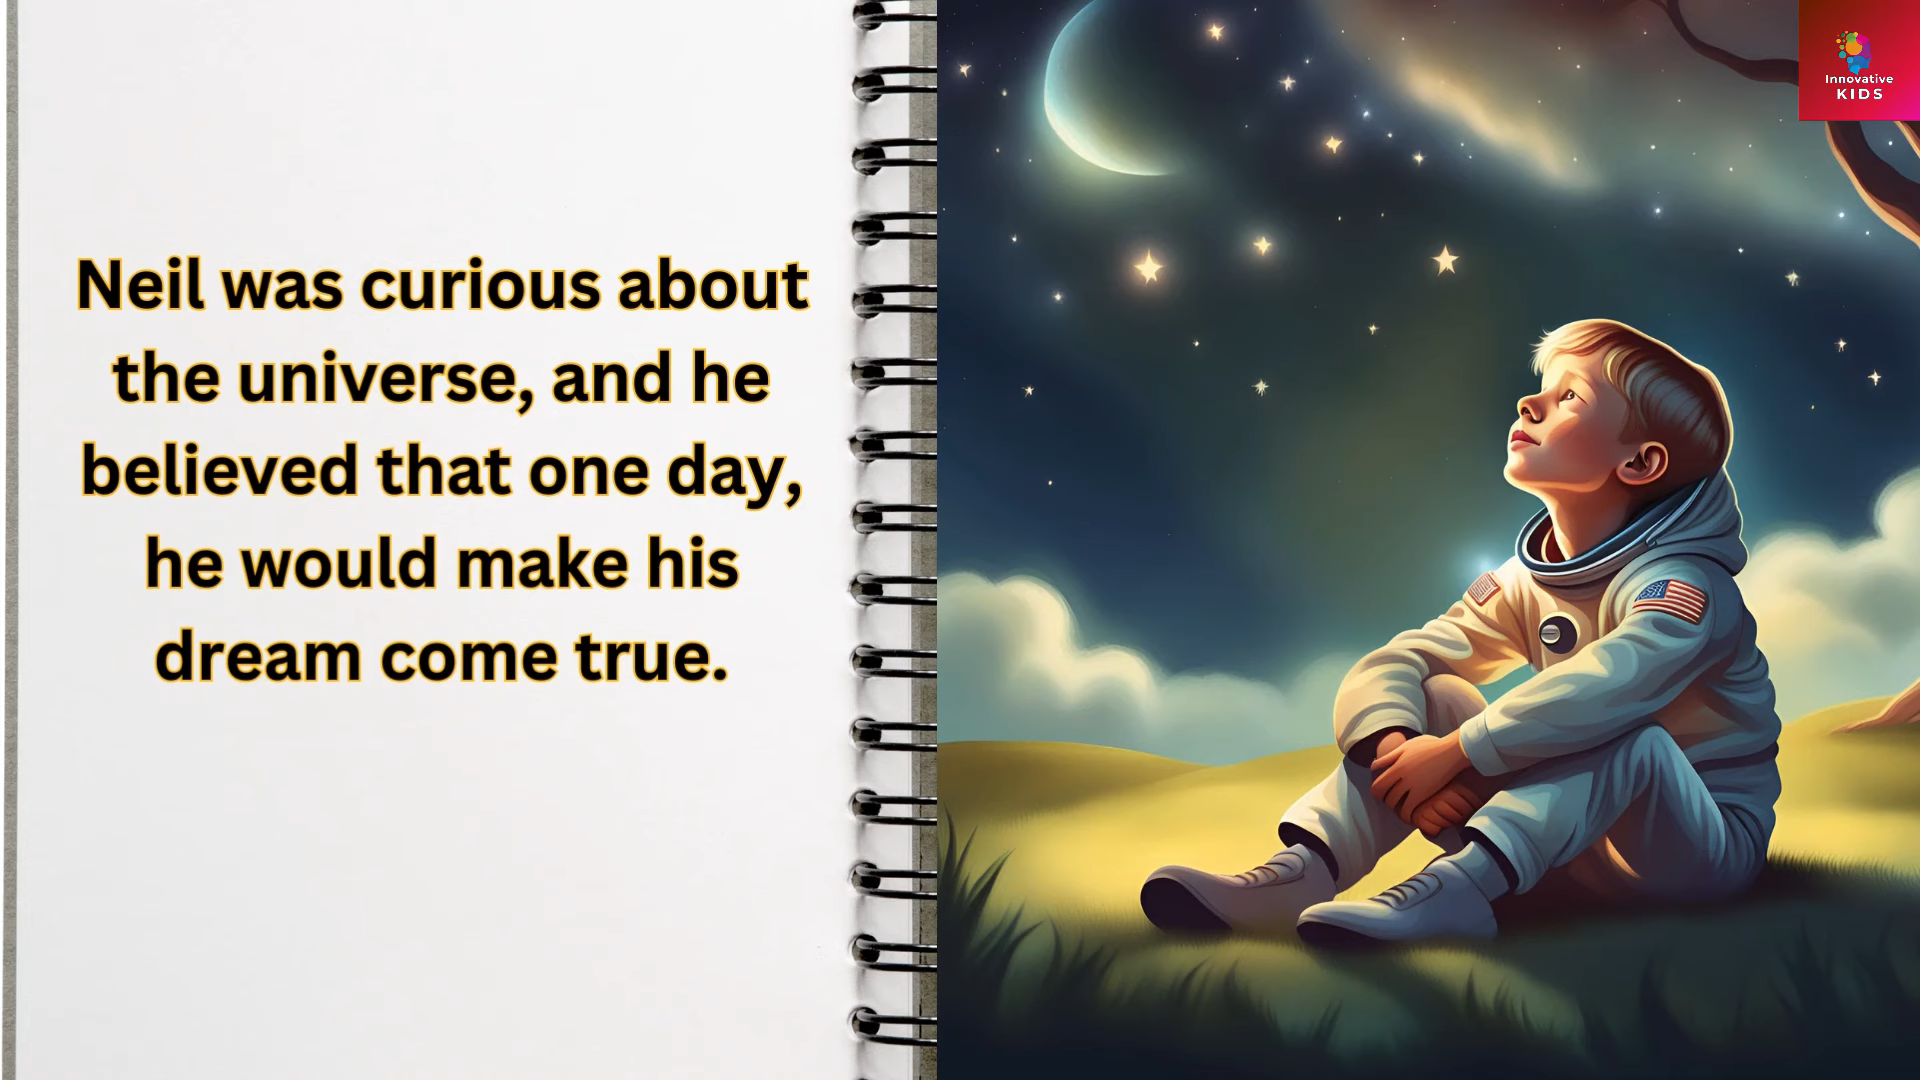 Neil was curious about
the universe, and he
believed that one day,
he would make his
dream come true.
Innovative
KIDS